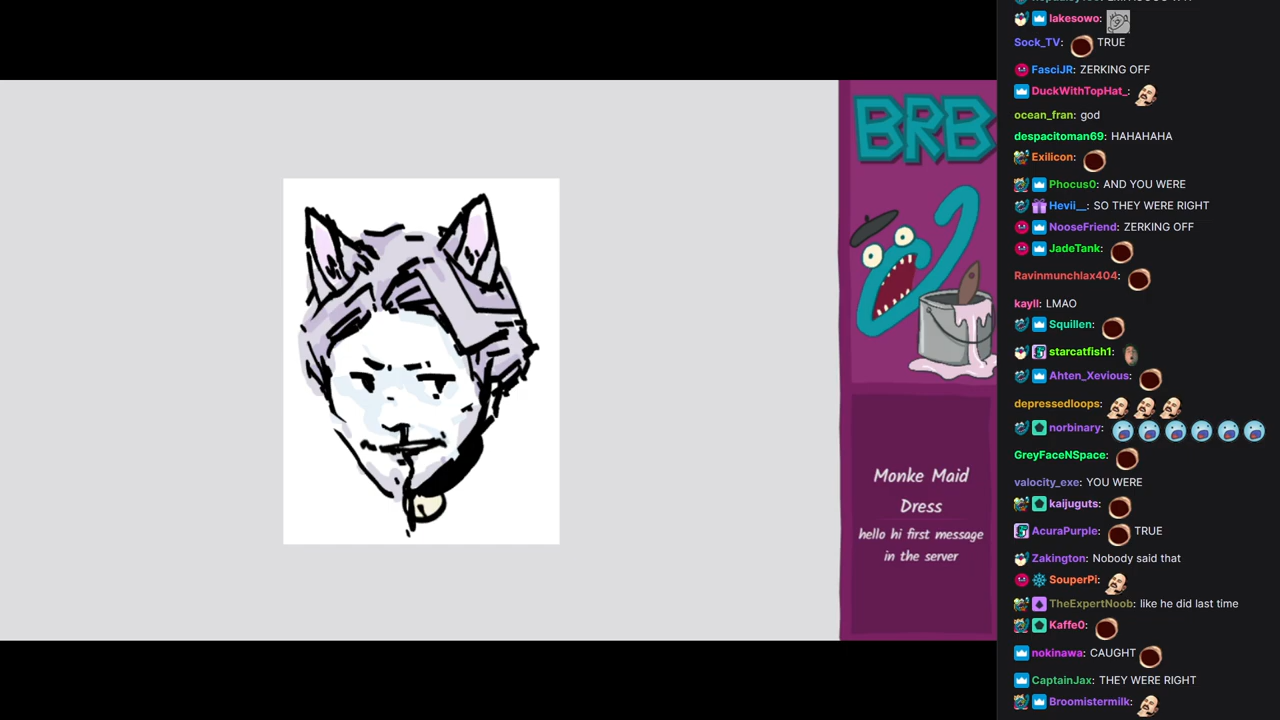 BRB
Monke Maid
Dress
hello hi first message
in the server
lakesowo:
Sock_TV: TRUE
FasciJR: ZERKING OFF
DuckWithTopHat_:
ocean_fran: god
despacitoman69: HAHAHAHA
Exilicon:
Phocus0: AND YOU WERE
Hevii__: SO THEY WERE RIGHT
NooseFriend: ZERKING OFF
JadeTank:
Ravinmunchlax404:
kayll: LMAO
Squillen:
starcatfish1:
Ahten_Xevious:
depressedloops:
norbinary:
GreyFaceNSpace:
valocity_exe: YOU WERE
kaijuguts:
AcuraPurple: TRUE
Zakington: Nobody said that
SouperPi:
TheExpertNoob: like he did last time
Kaffe0:
nokinawa: CAUGHT
CaptainJax: THEY WERE RIGHT
Broomistermilk: